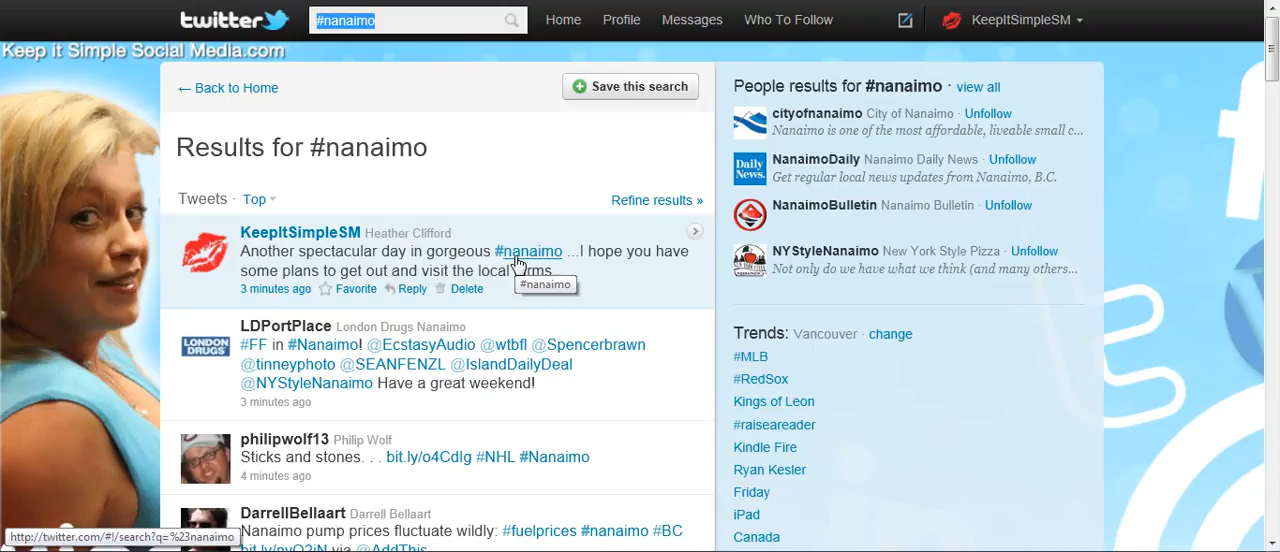 twitter
#nanaimo
Home Profile Messages Who To Follow
KeepItSimpleSM
Keep it Simple Social Media.com
← Back to Home
Save this search
Results for #nanaimo
Tweets · Top
Refine results »
KeepItSimpleSM Heather Clifford
Another spectacular day in gorgeous #nanaimo ...I hope you have
some plans to get out and visit the local
3 minutes ago Favorite Reply Delete
#nanaimo
LDPortPlace London Drugs Nanaimo
#FF in #Nanaimo! @EcstasyAudio @wtbfl @Spencerbrawn
@tinneyphoto @SEANFENZL @IslandDailyDeal
@NYStyleNanaimo Have a great weekend!
3 minutes ago
LONDON
DRUGS
philipwolf13 Philip Wolf
Sticks and stones. . . bit.ly/o4CdIg #NHL #Nanaimo
4 minutes ago
DarrellBellaart Darrell Bellaart
Nanaimo pump prices fluctuate wildly: #fuelprices #nanaimo #BC
via @AddThis
http://twitter.com/#!/search?q=%23nanaimo
People results for #nanaimo · view all
cityofnanaimo City of Nanaimo · Unfollow
Nanaimo is one of the most affordable, liveable small c...
Daily
News.
NanaimoDaily Nanaimo Daily News · Unfollow
Get regular local news updates from Nanaimo, B.C.
NanaimoBulletin Nanaimo Bulletin · Unfollow
NYStyleNanaimo New York Style Pizza · Unfollow
Not only do we have what we think (and many others...
Trends: Vancouver · change
#MLB
#RedSox
Kings of Leon
#raiseareader
Kindle Fire
Ryan Kesler
Friday
iPad
Canada